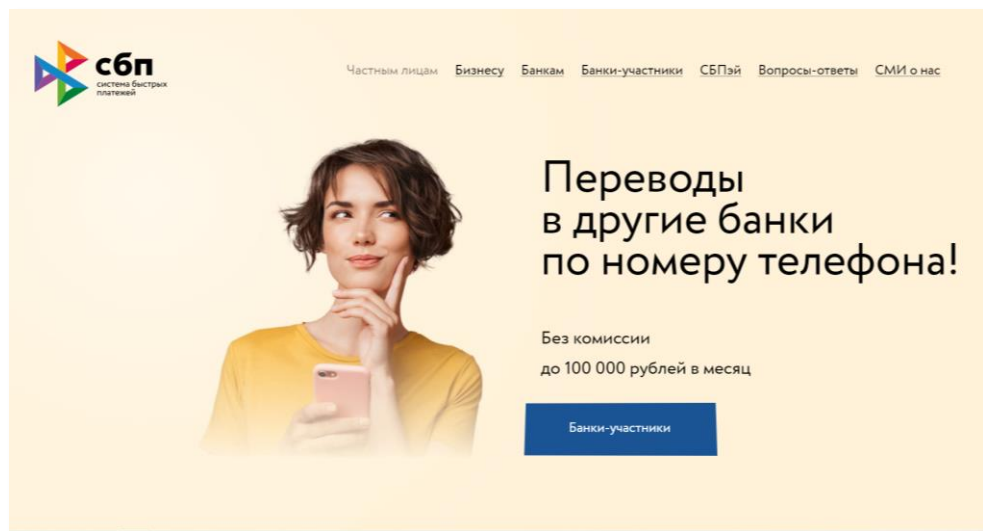 сбп
система быстрых
платежей
Частным лицам Бизнесу Банкам Банки-участники СБПэй Вопросы-ответы СМИ о нас
Переводы
в другие банки
по номеру телефона!
Без комиссии
до 100 000 рублей в месяц
Банки-участники